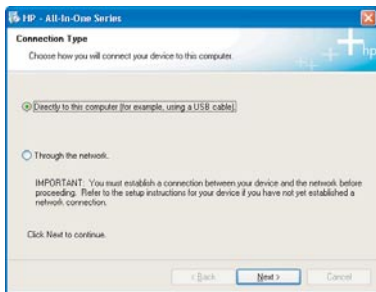 HP - All-In-One Series
Connection Type
Choose how you will connect your device to this computer.
hp
Directly to this computer (for example, using a USB cable).
Through the network.
IMPORTANT: You must establish a connection between your device and the network before
proceeding. Refer to the setup instructions for your device if you have not yet established a
network connection.
Click Next to continue.
< Back
Next >
Cancel